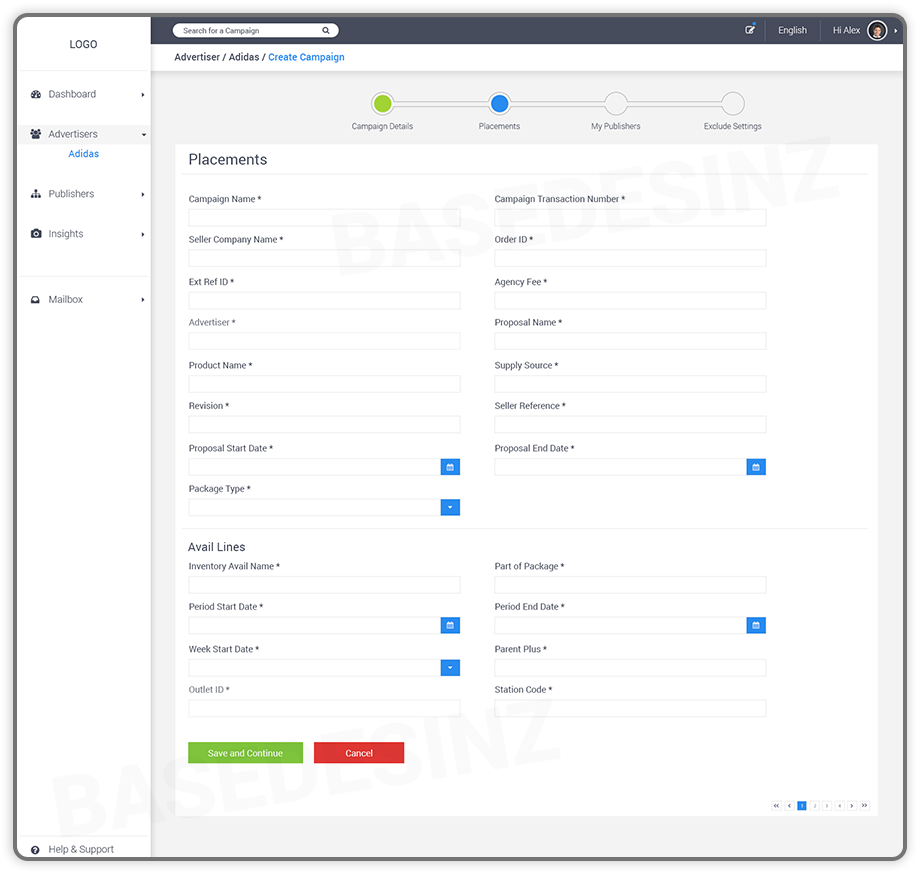 LOGO
Search for a Campaign
English
Hi Alex
Advertiser / Adidas / Create Campaign
Dashboard
Advertisers
Adidas
Publishers
Insights
Mailbox
Help & Support
Campaign Details
Placements
My Publishers
Exclude Settings
Placements
Campaign Name *
Campaign Transaction Number *
Seller Company Name *
Order ID *
Ext Ref ID *
Agency Fee *
Advertiser *
Proposal Name *
Product Name *
Supply Source *
Revision *
Seller Reference *
Proposal Start Date *
Proposal End Date *
Package Type *
Avail Lines
Inventory Avail Name *
Part of Package *
Period Start Date *
Period End Date *
Week Start Date *
Parent Plus *
Outlet ID *
Station Code *
Save and Continue
Cancel
« ‹ 1 2 3 4 › »
BASEDESINZ
BASEDESINZ